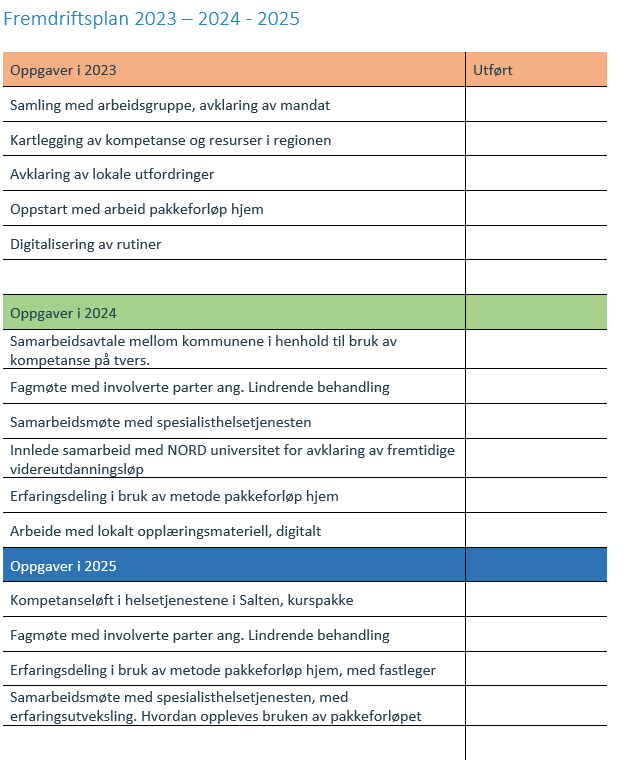 Fremdriftsplan 2023 – 2024 - 2025
Oppgaver i 2023 Utført
Samling med arbeidsgruppe, avklaring av mandat
Kartlegging av kompetanse og resurser i regionen
Avklaring av lokale utfordringer
Oppstart med arbeid pakkeforløp hjem
Digitalisering av rutiner
Oppgaver i 2024
Samarbeidsavtale mellom kommunene i henhold til bruk av
kompetanse på tvers.
Fagmøte med involverte parter ang. Lindrende behandling
Samarbeidsmøte med spesialisthelsetjenesten
Innlede samarbeid med NORD universitet for avklaring av fremtidige
videreutdanningsløp
Erfaringsdeling i bruk av metode pakkeforløp hjem
Arbeide med lokalt opplæringsmateriell, digitalt
Oppgaver i 2025
Kompetanseløft i helsetjenestene i Salten, kurspakke
Fagmøte med involverte parter ang. Lindrende behandling
Erfaringsdeling i bruk av metode pakkeforløp hjem, med fastleger
Samarbeidsmøte med spesialisthelsetjenesten, med
erfaringsutveksling. Hvordan oppleves bruken av pakkeforløpet